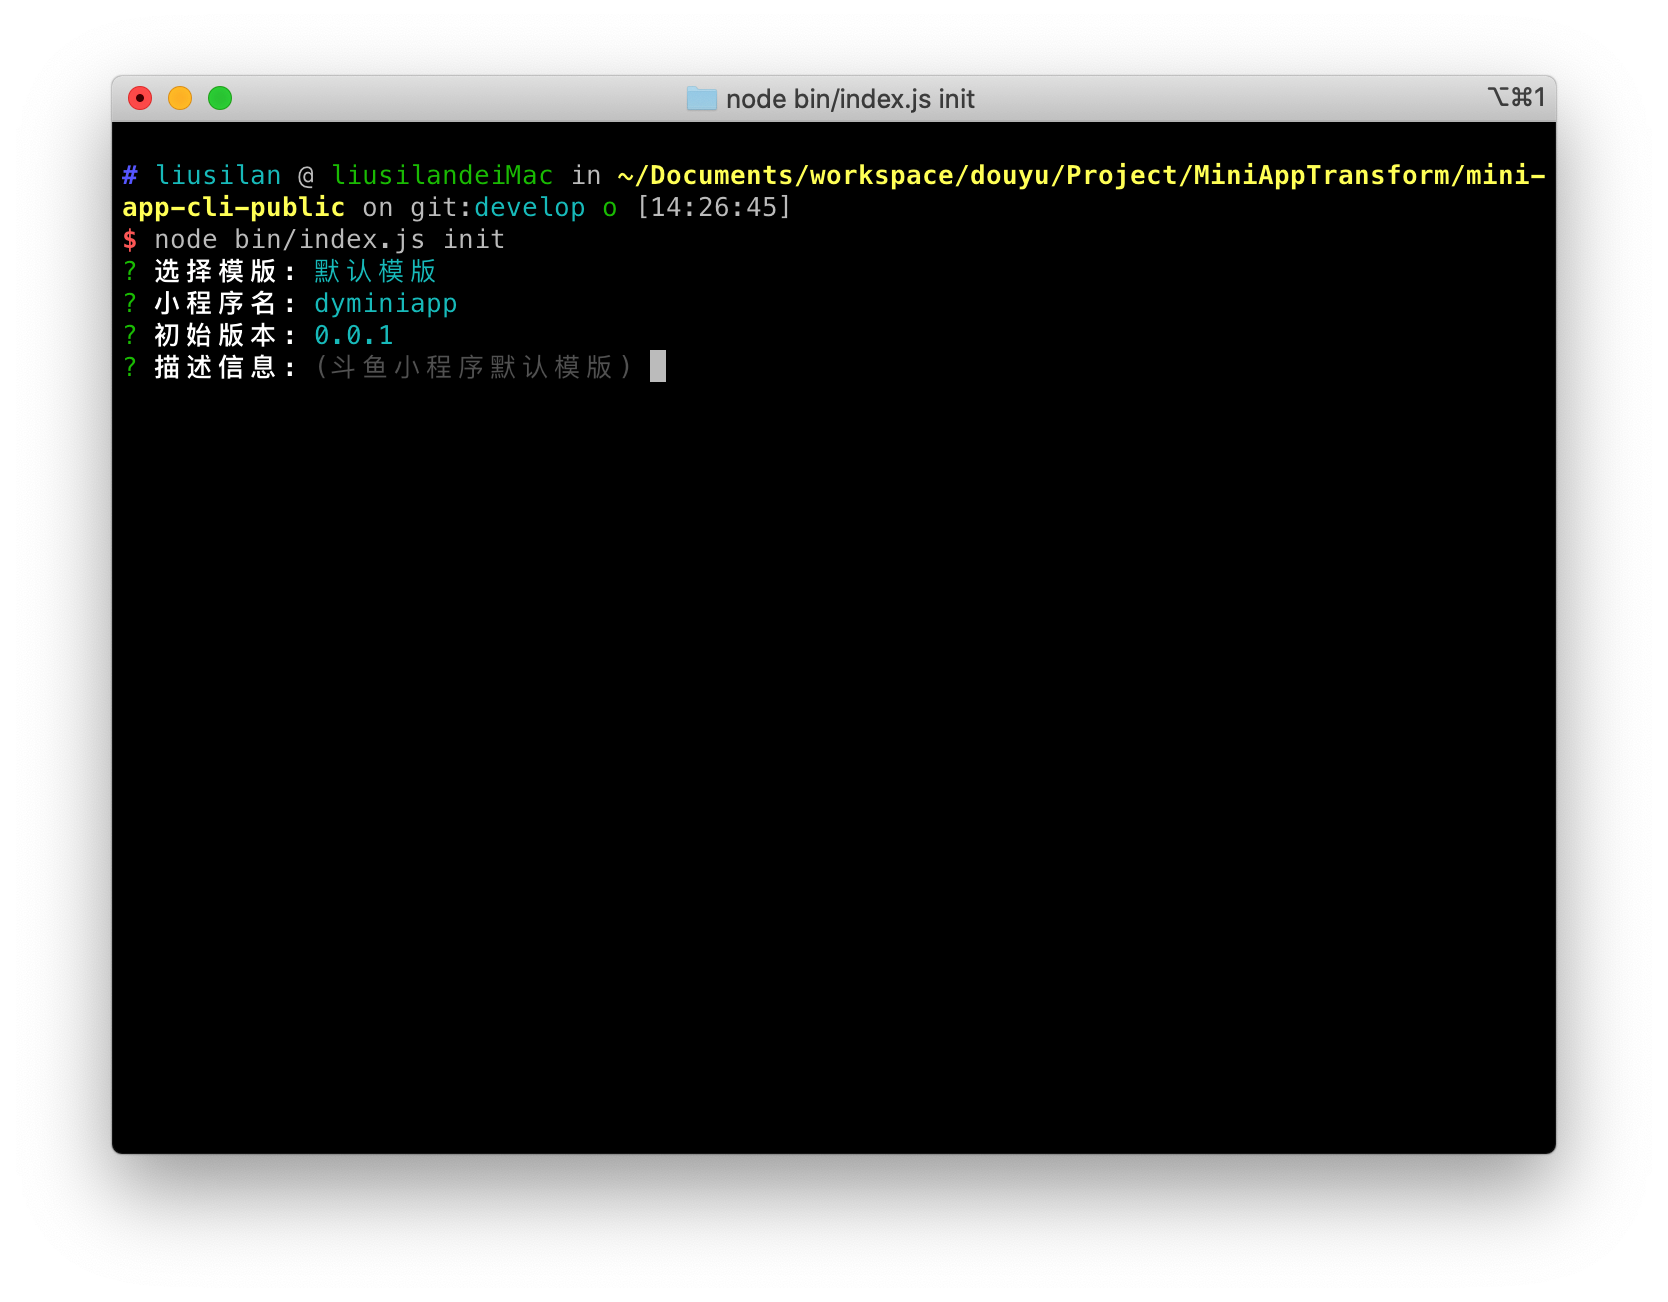 node bin/index.js init
⌥⌘1
# liusilan @ liusilandeiMac in ~/Documents/workspace/douyu/Project/MiniAppTransform/mini-
app-cli-public on git:develop o [14:26:45]
$ node bin/index.js init
? 选择模版: 默认模版
? 小程序名: dyminiapp
? 初始版本: 0.0.1
? 描述信息: (斗鱼小程序默认模版)